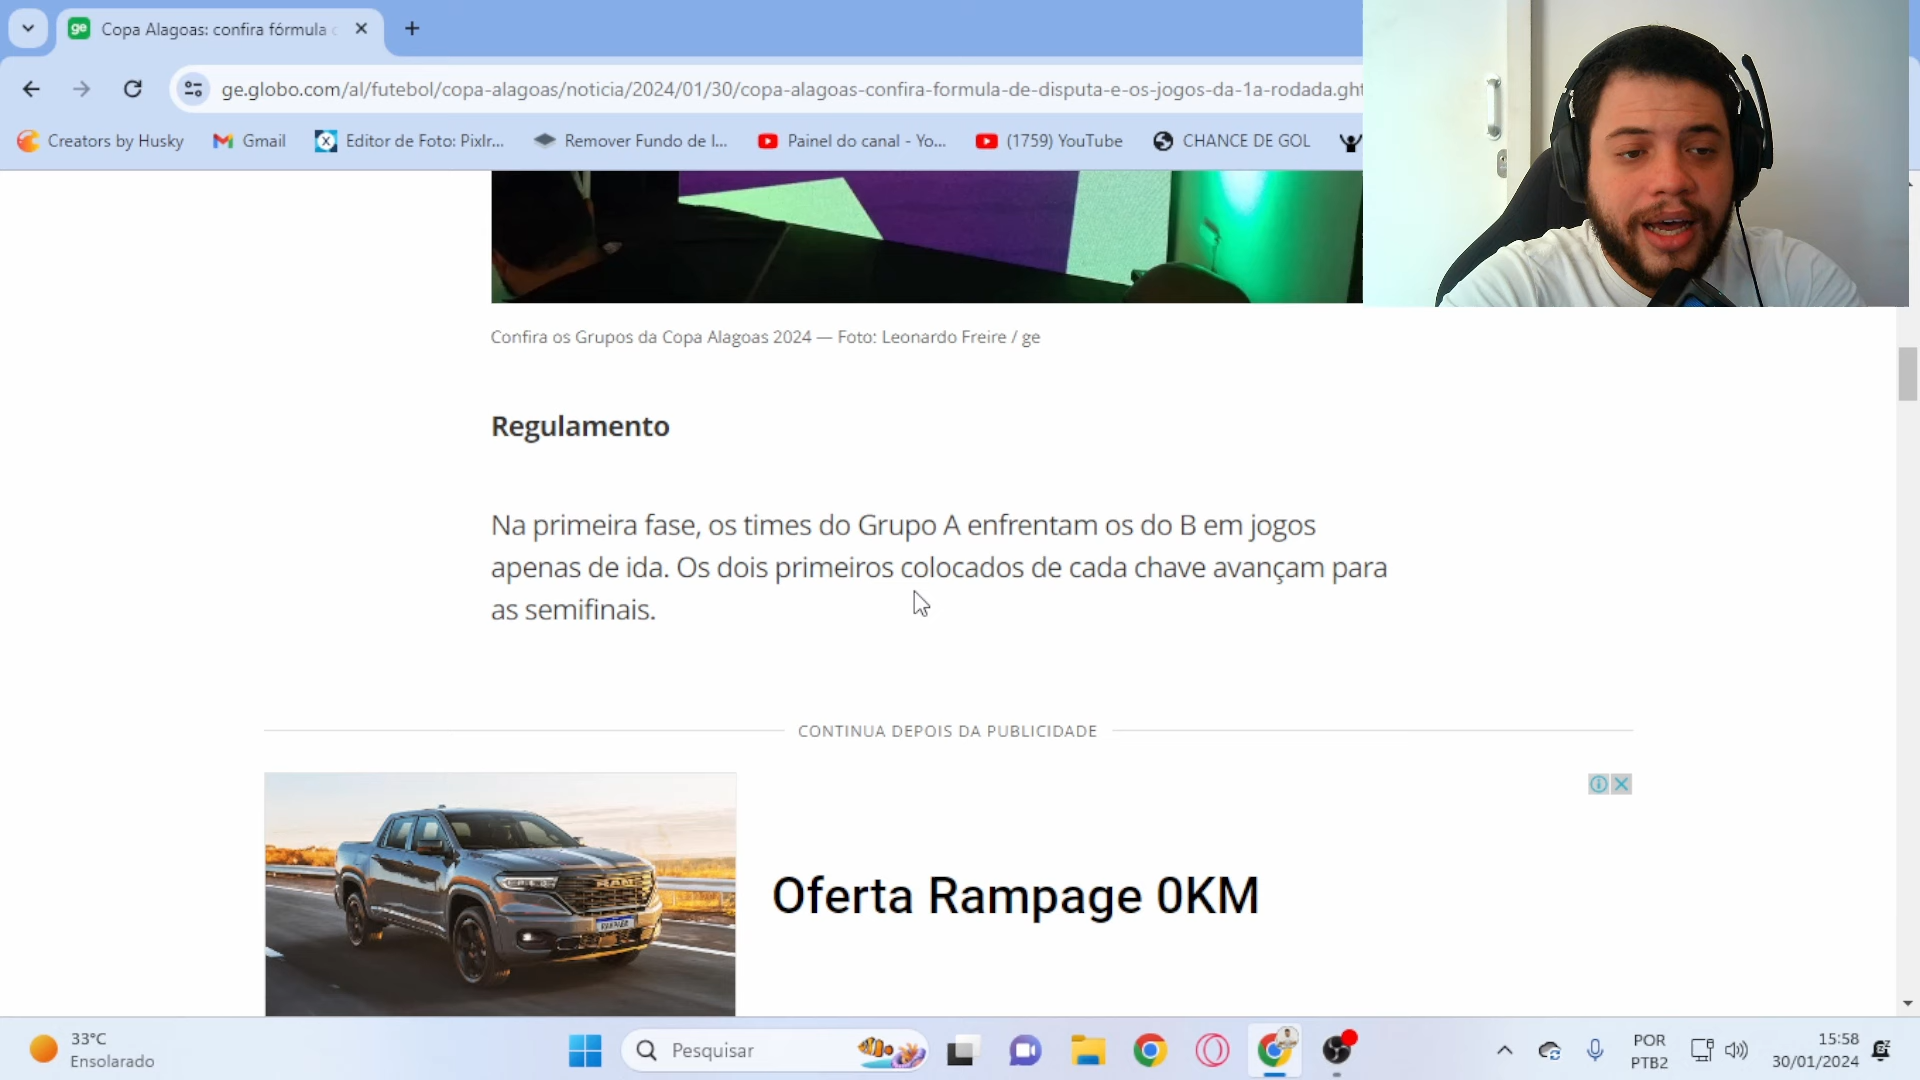 ge Copa Alagoas: confira fórmula
ge.globo.com/al/futebol/copa-alagoas/noticia/2024/01/30/copa-alagoas-confira-formula-de-disputa-e-os-jogos-da-1a-rodada.ght
Creators by Husky Gmail Editor de Foto: Pixlr... Remover Fundo de I... Painel do canal - Yo... (1759) YouTube CHANCE DE GOL
Confira os Grupos da Copa Alagoas 2024 — Foto: Leonardo Freire / ge
Regulamento
Na primeira fase, os times do Grupo A enfrentam os do B em jogos
apenas de ida. Os dois primeiros colocados de cada chave avançam para
as semifinais.
CONTINUA DEPOIS DA PUBLICIDADE
RAMPAGE
Oferta Rampage 0KM
33°C
Ensolarado
Pesquisar
POR
PTB2
15:58
30/01/2024